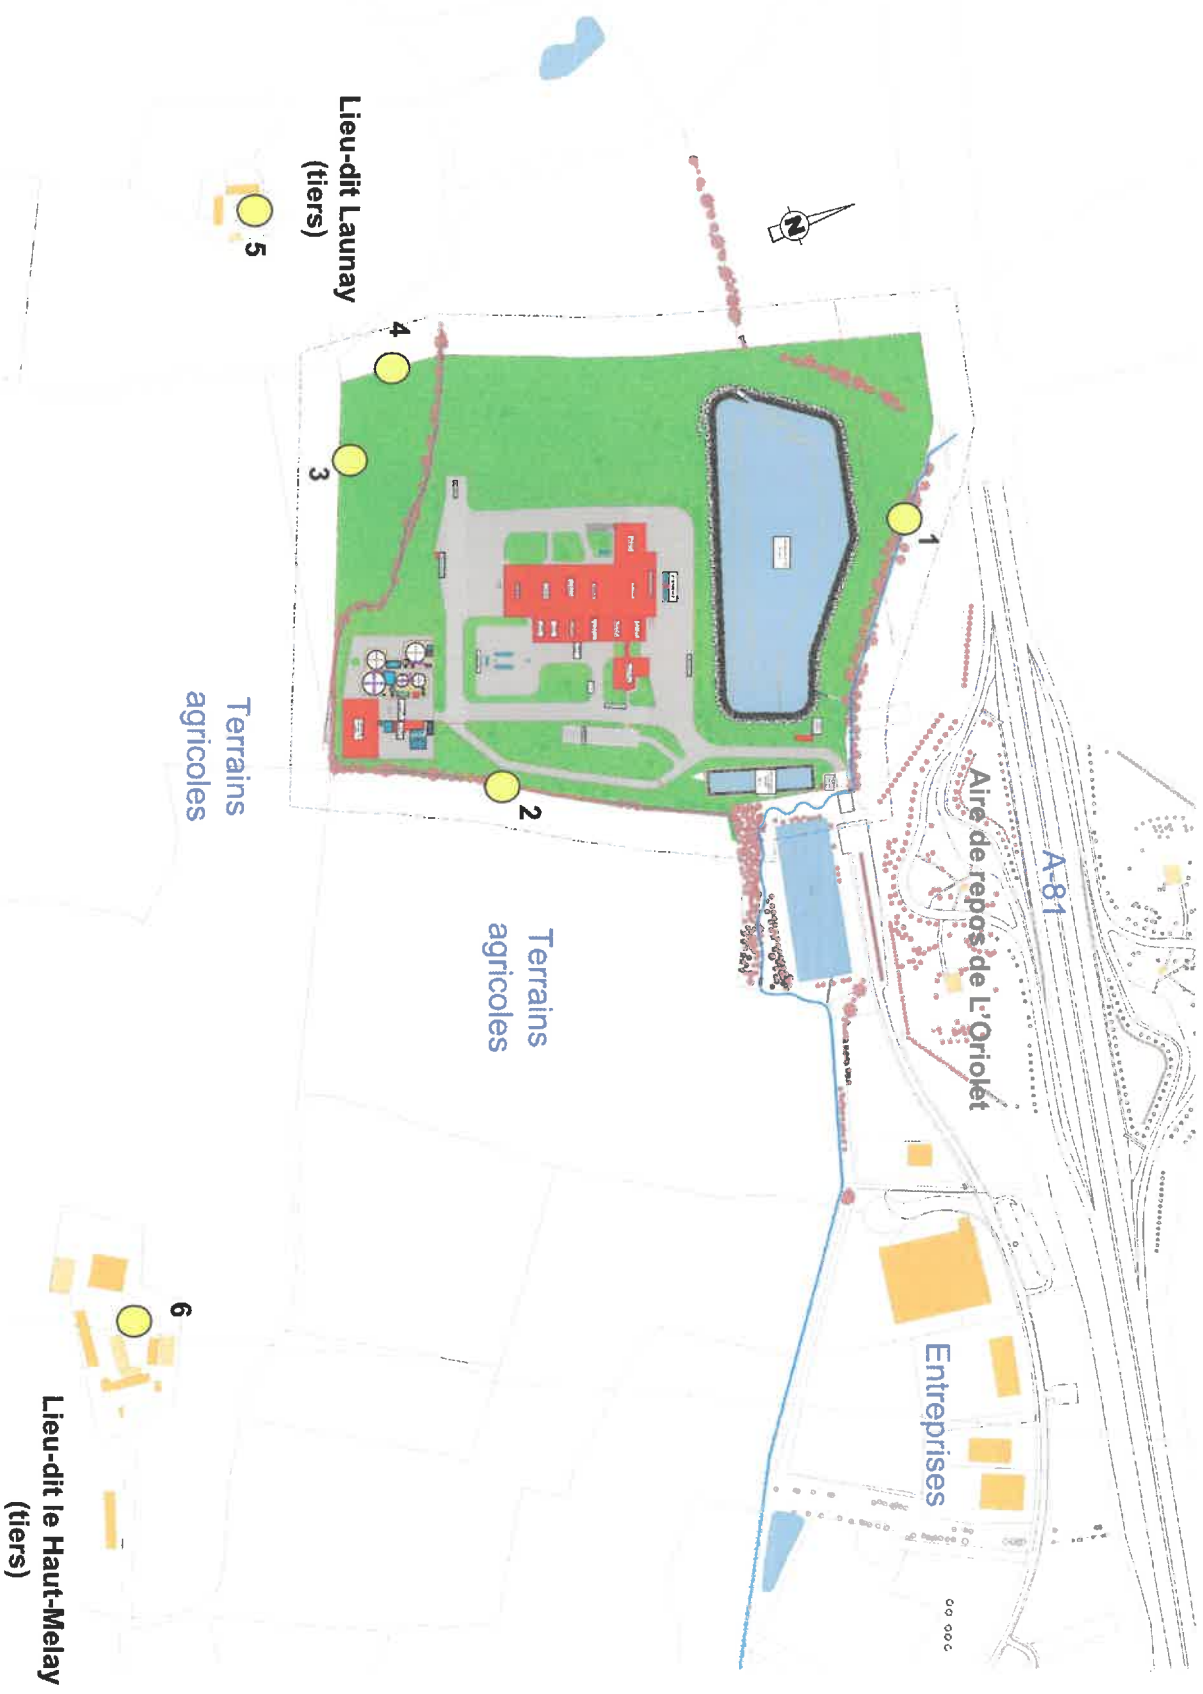 Lieu-dit Launay
(tiers)
5
N
4
3
1
2
Terrains
agricoles
Terrains
agricoles
Aire de repos de L'Oriolet
A-81
Entreprises
6
Lieu-dit le Haut-Melay
(tiers)